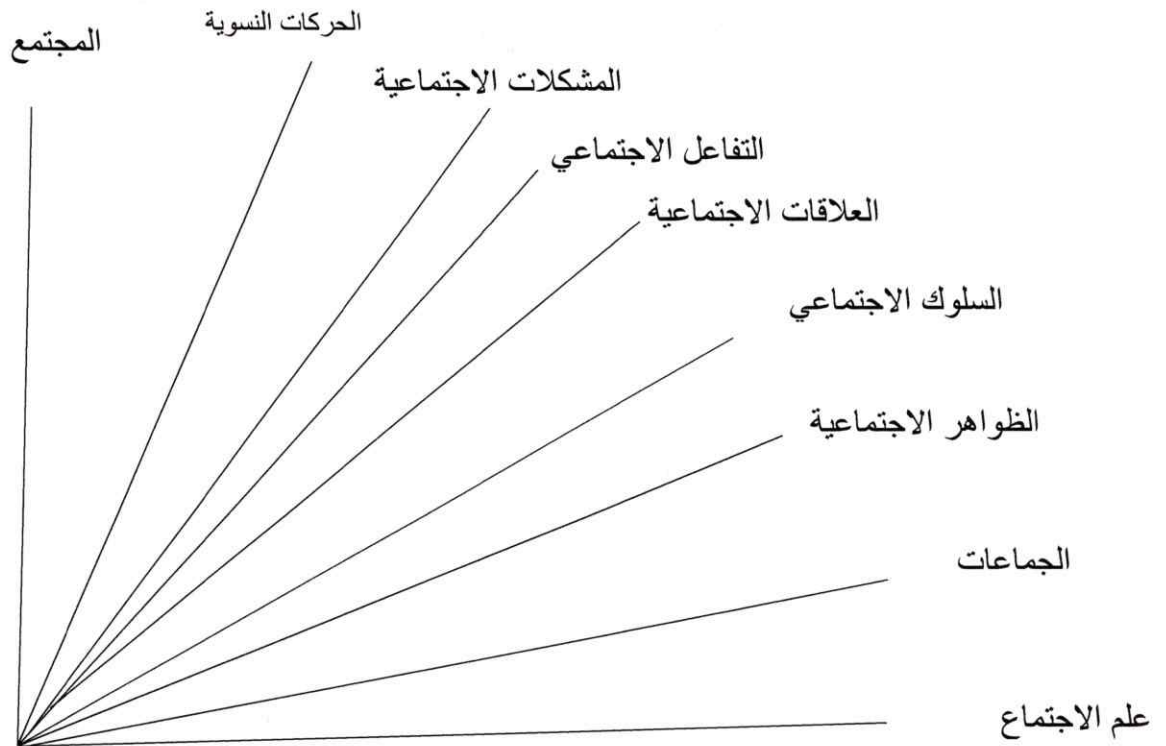 الحركات النسوية
المجتمع
المشكلات الاجتماعية
التفاعل الاجتماعي
العلاقات الاجتماعية
السلوك الاجتماعي
الظواهر الاجتماعية
الجماعات
علم الاجتماع